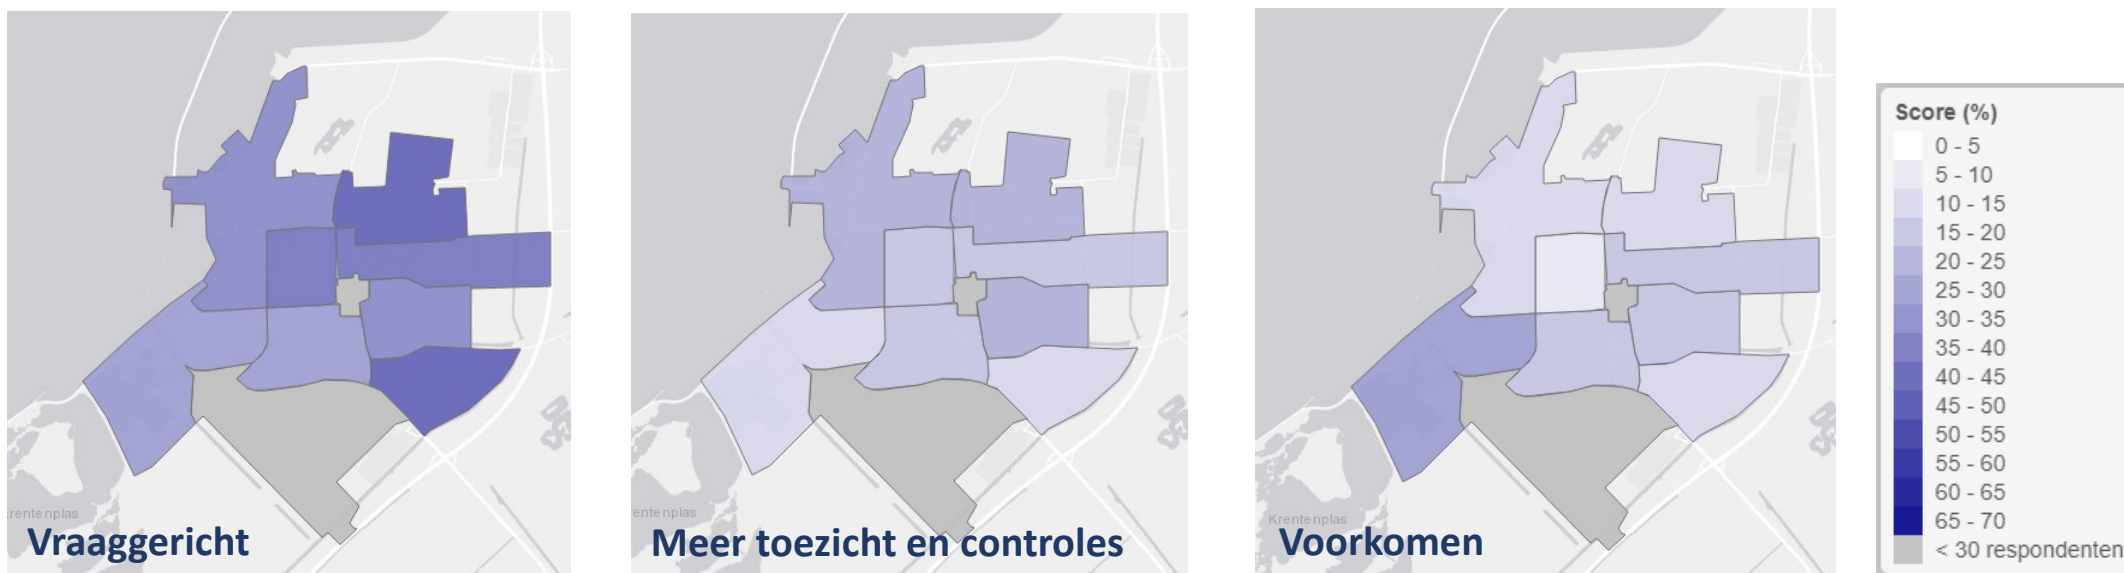 rentenplas
Vraaggericht
entenplas
Meer toezicht en controles
Krentenplas
Voorkomen
Score (%)
0 - 5
5 - 10
10 - 15
15 - 20
20 - 25
25 - 30
30 - 35
35 - 40
40 - 45
45 - 50
50 - 55
55 - 60
60 - 65
65 - 70
< 30 respondenten